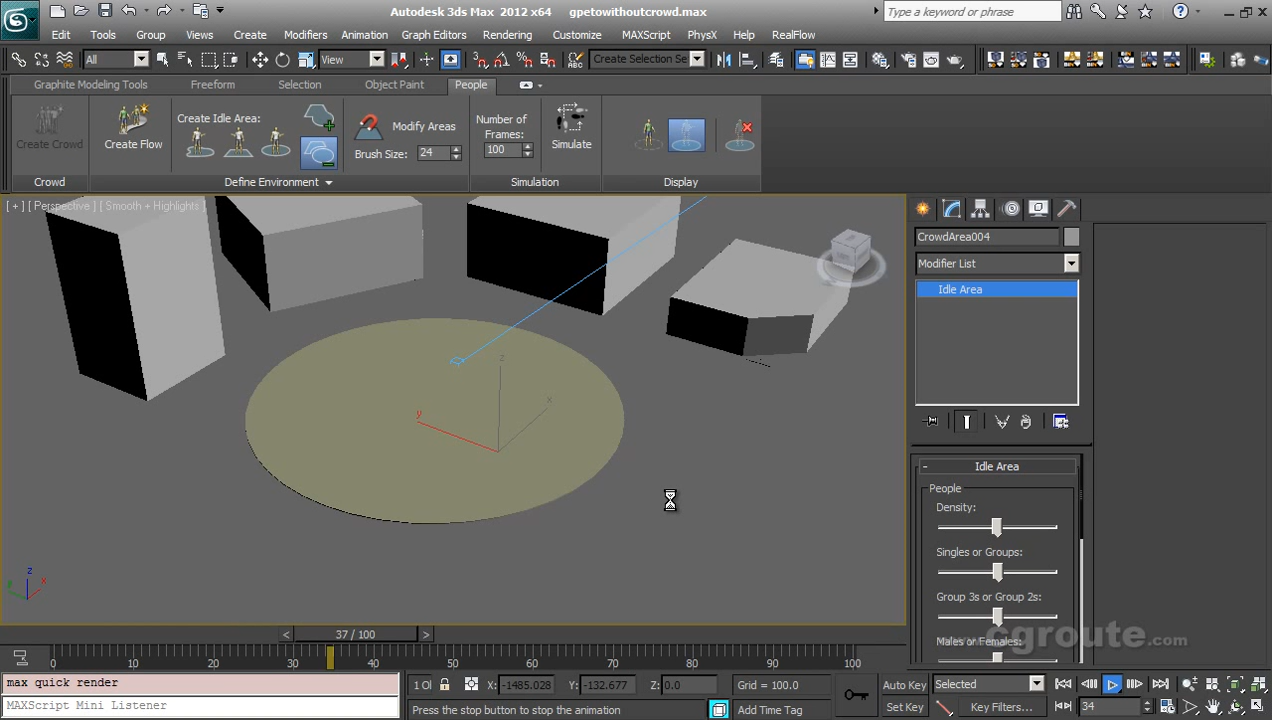 Autodesk 3ds Max 2012 x64 gpetowithoutcrowd.max
Type a keyword or phrase
Edit Tools Group Views Create Modifiers Animation Graph Editors Rendering Customize MAXScript PhysX Help RealFlow
All View Create Selection Se
Graphite Modeling Tools Freeform Selection Object Paint People
Create Crowd
Create Flow
Create Idle Area:
Modify Areas
Brush Size: 24
Number of
Frames:
100
Simulate
Crowd Define Environment Simulation Display
[ + ] [ Perspective ] [ Smooth + Highlights ]
CrowdArea004
Modifier List
Idle Area
- Idle Area
People
Density:
Singles or Groups:
Group 3s or Group 2s:
Males or Females:
www.cgroute.com
z
x
y
z
x
y
< 37 / 100 >
0 10 20 30 40 50 60 70 80 90 100
max quick render
MAXScript Mini Listener
1 Ol X: -1485.028 Y: -132.677 Z: 0.0 Grid = 100.0
Press the stop button to stop the animation
Add Time Tag
Auto Key Selected
Set Key Key Filters...
34